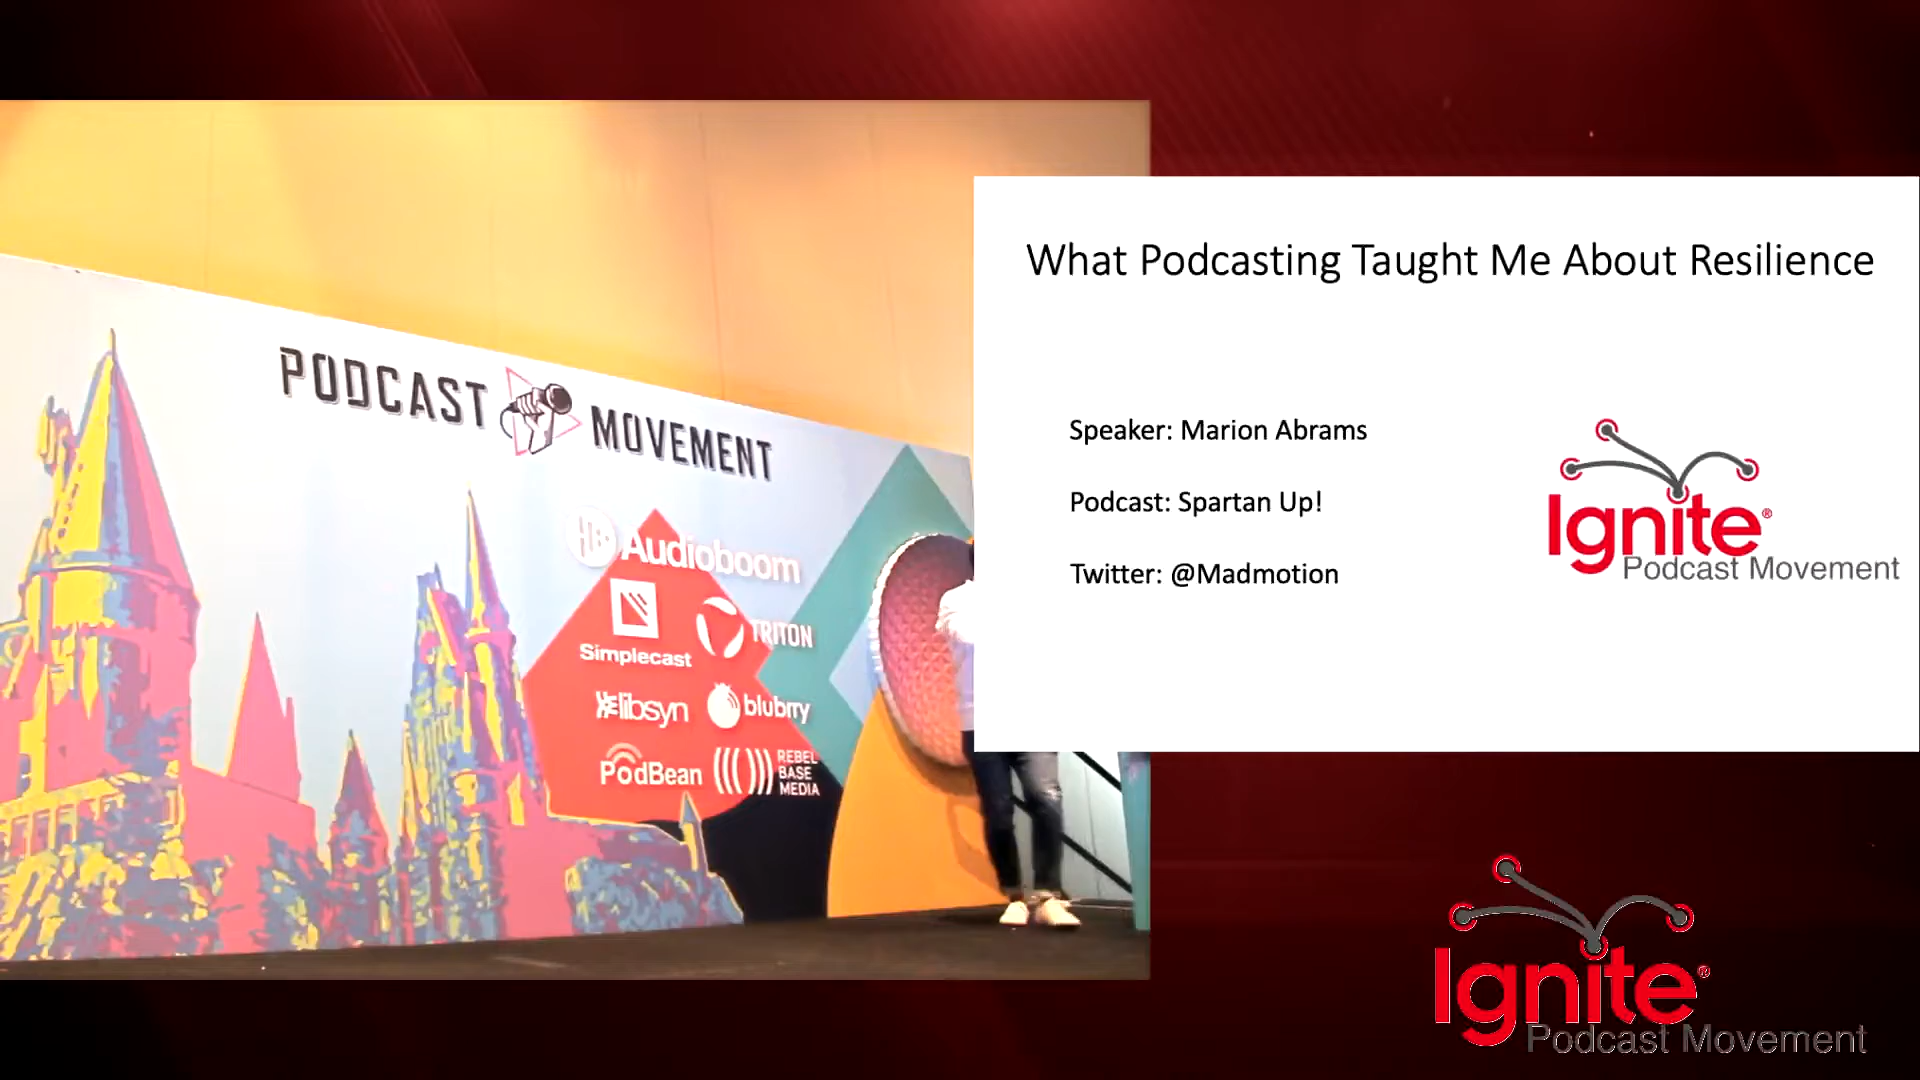 PODCAST MOVEMENT
Audioboom
Simplecast
TRITON
libsyn
blubrry
PodBean
REBEL
BASE
MEDIA
What Podcasting Taught Me About Resilience
Speaker: Marion Abrams
Podcast: Spartan Up!
Twitter: @Madmotion
Ignite®
Podcast Movement
Ignite®
Podcast Movement